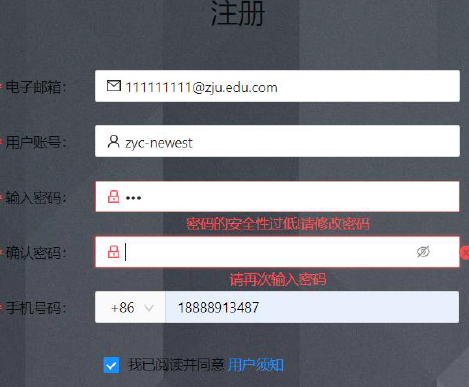 注册
* 电子邮箱： 111111111@zju.edu.com
* 用户账号： zyc-newest
* 输入密码： •••
密码的安全性过低!请修改密码
* 确认密码：
请再次输入密码
* 手机号码： +86 18888913487
我已阅读并同意 用户须知